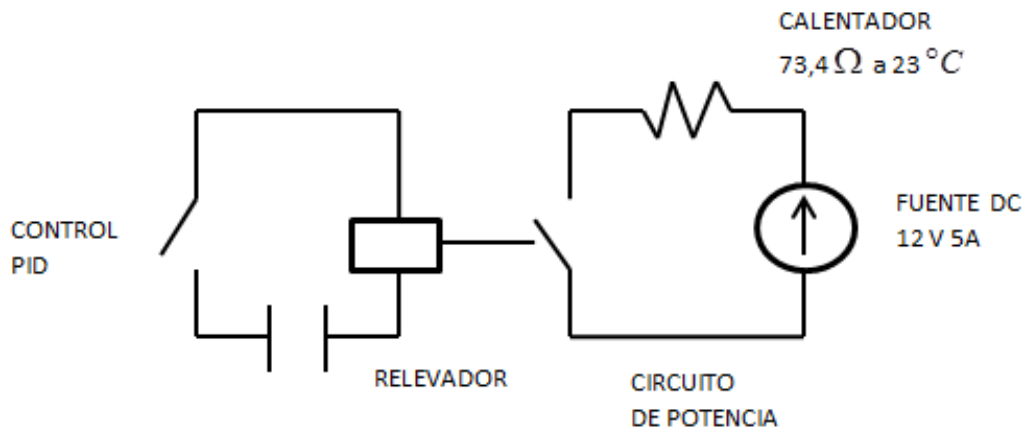 CALENTADOR
73,4 Ω a 23 °C
CONTROL
PID
FUENTE DC
12 V 5A
RELEVADOR
CIRCUITO
DE POTENCIA